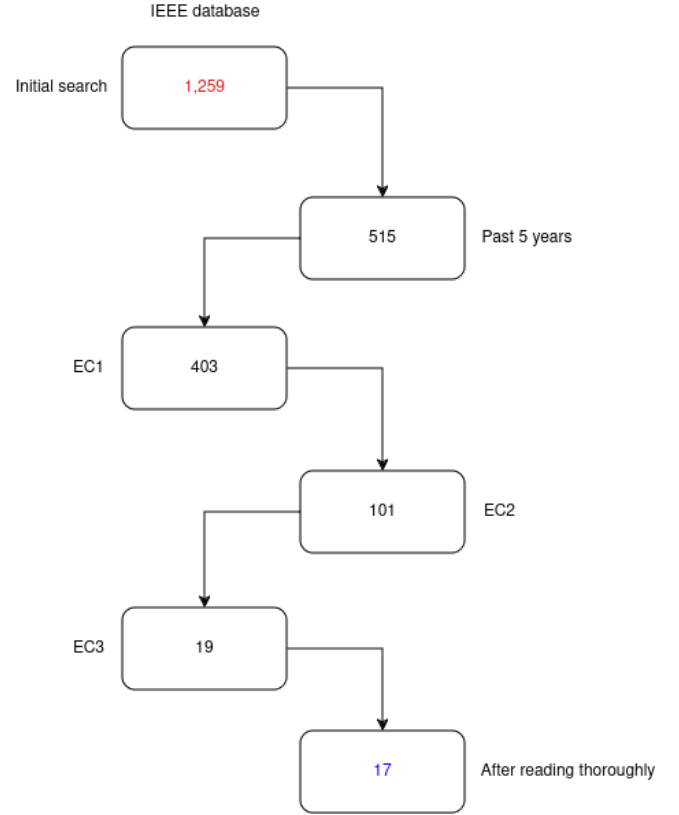 IEEE database
Initial search
1,259
515
Past 5 years
EC1
403
101
EC2
EC3
19
17
After reading thoroughly